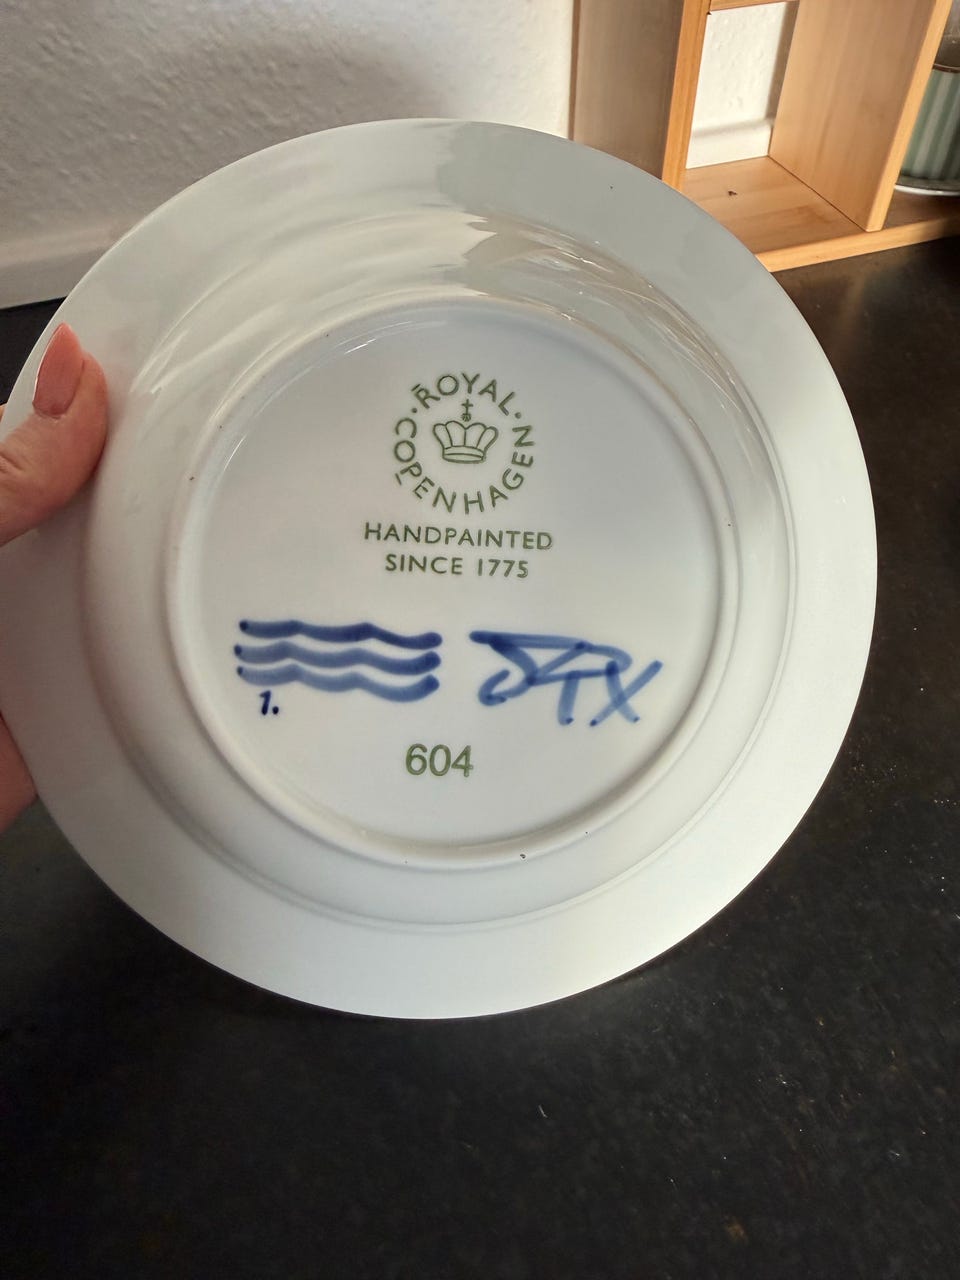 ROYAL
COPENHAGEN
HANDPAINTED
SINCE 1775
1.
604